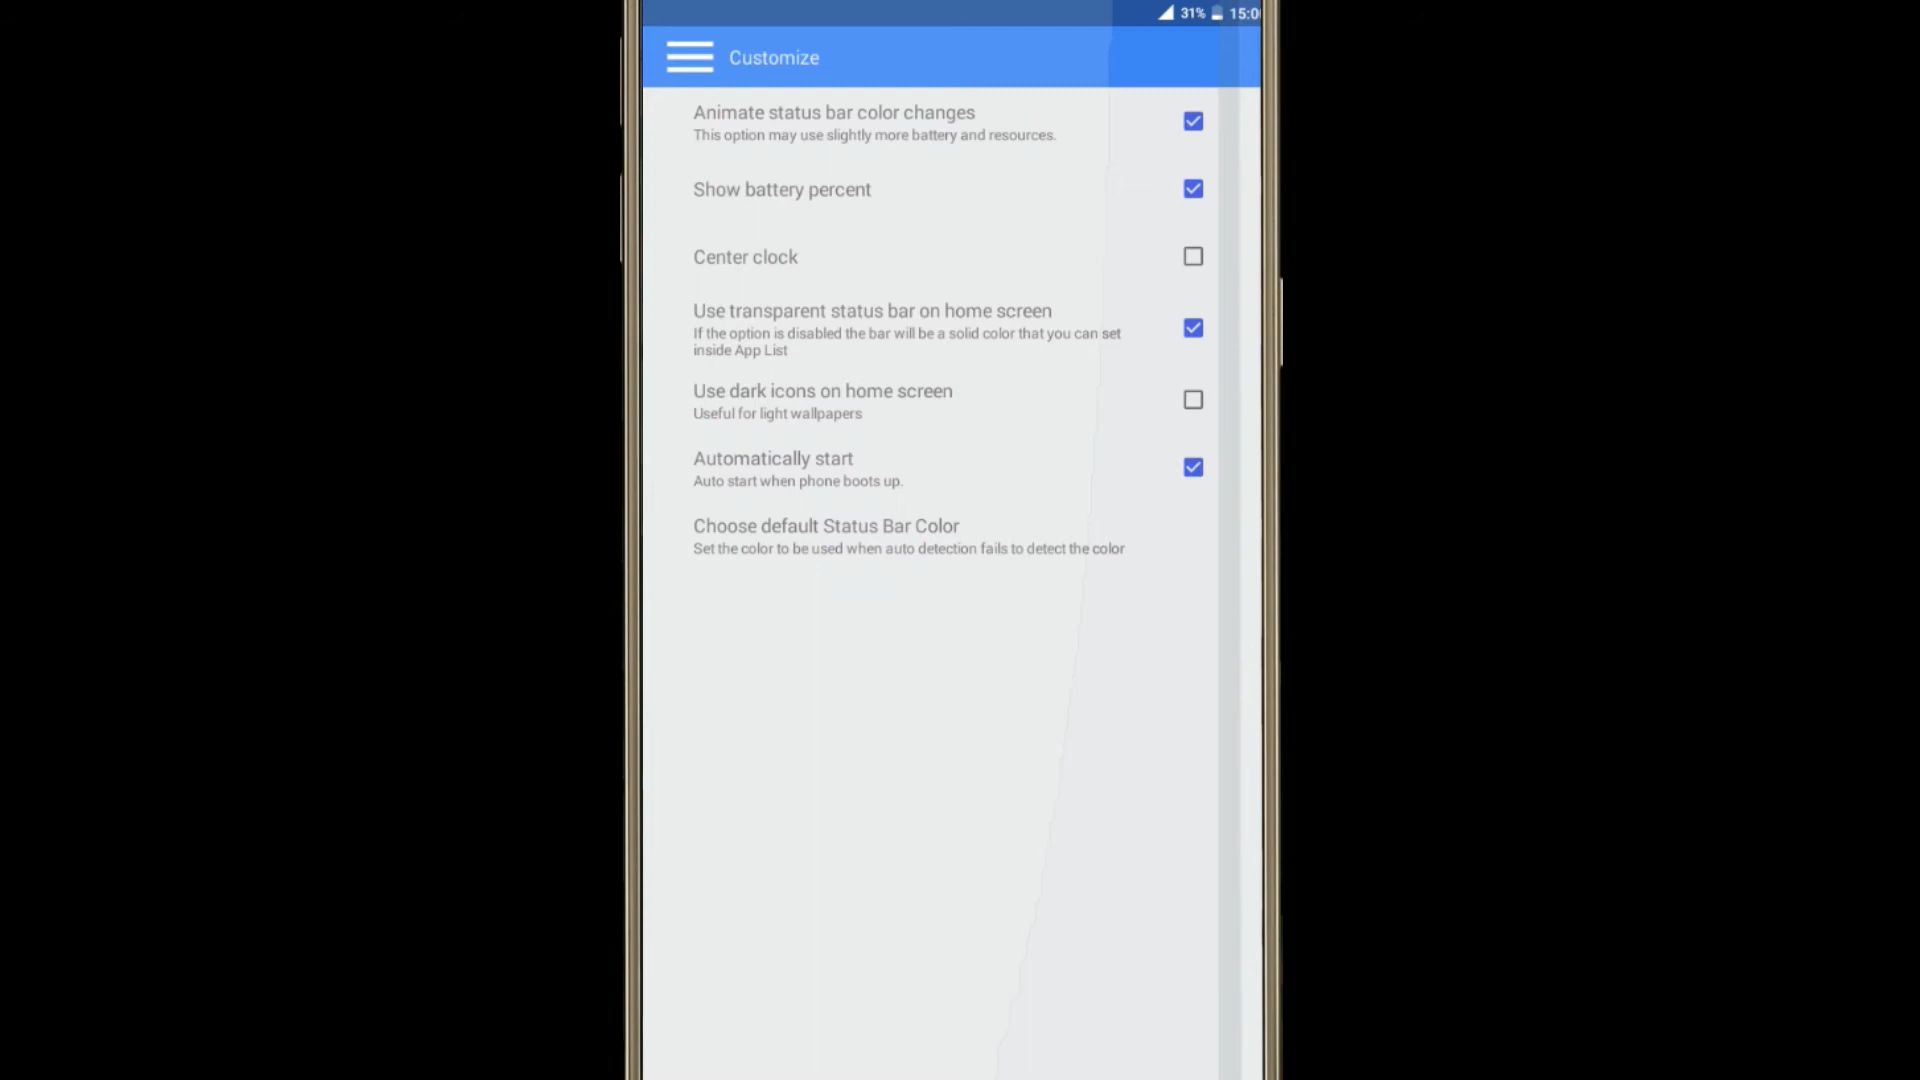 31% 15:0
Customize
Animate status bar color changes
This option may use slightly more battery and resources.
Show battery percent
Center clock
Use transparent status bar on home screen
If the option is disabled the bar will be a solid color that you can set
inside App List
Use dark icons on home screen
Useful for light wallpapers
Automatically start
Auto start when phone boots up.
Choose default Status Bar Color
Set the color to be used when auto detection fails to detect the color